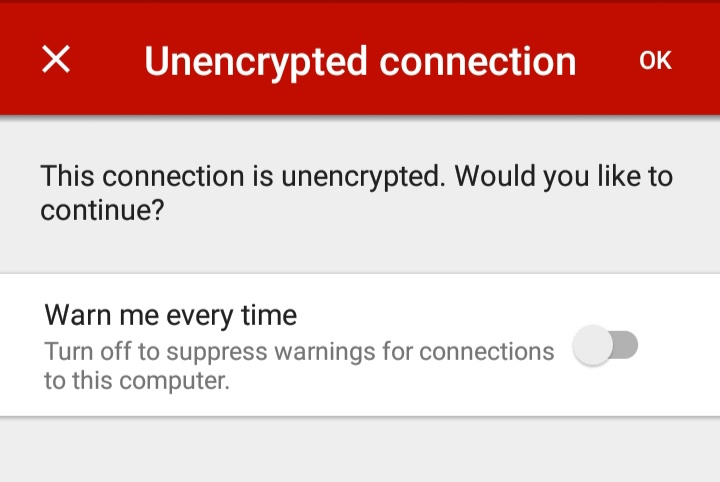 Unencrypted connection OK
This connection is unencrypted. Would you like to
continue?
Warn me every time
Turn off to suppress warnings for connections
to this computer.